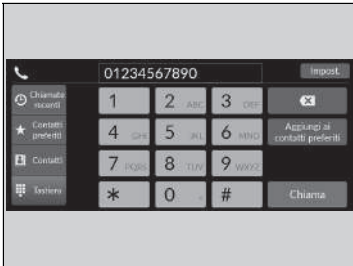 01234567890
Impost.
Chiamate
recenti
1
2 ABC
3 DEF
Contatti
preferiti
4 GHI
5 JKL
6 MNO
Aggiungi ai
contatti preferiti
Contatti
7 PQRS
8 TUV
9 WXYZ
Tastiera
*
0 +
#
Chiama